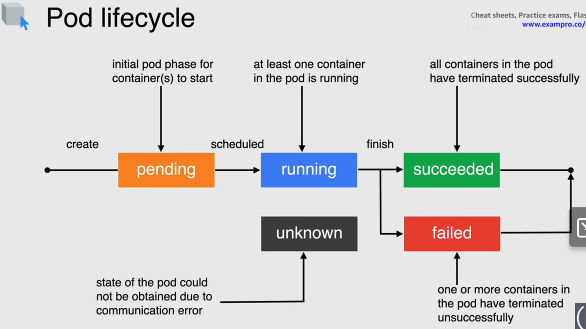 Pod lifecycle
Cheat sheets, Practice exams, Flas
www.exampro.co/
initial pod phase for
container(s) to start
at least one container
in the pod is running
all containers in the pod
have terminated successfully
create
scheduled
finish
pending
running
succeeded
unknown
failed
state of the pod could
not be obtained due to
communication error
one or more containers in
the pod have terminated
unsuccessfully